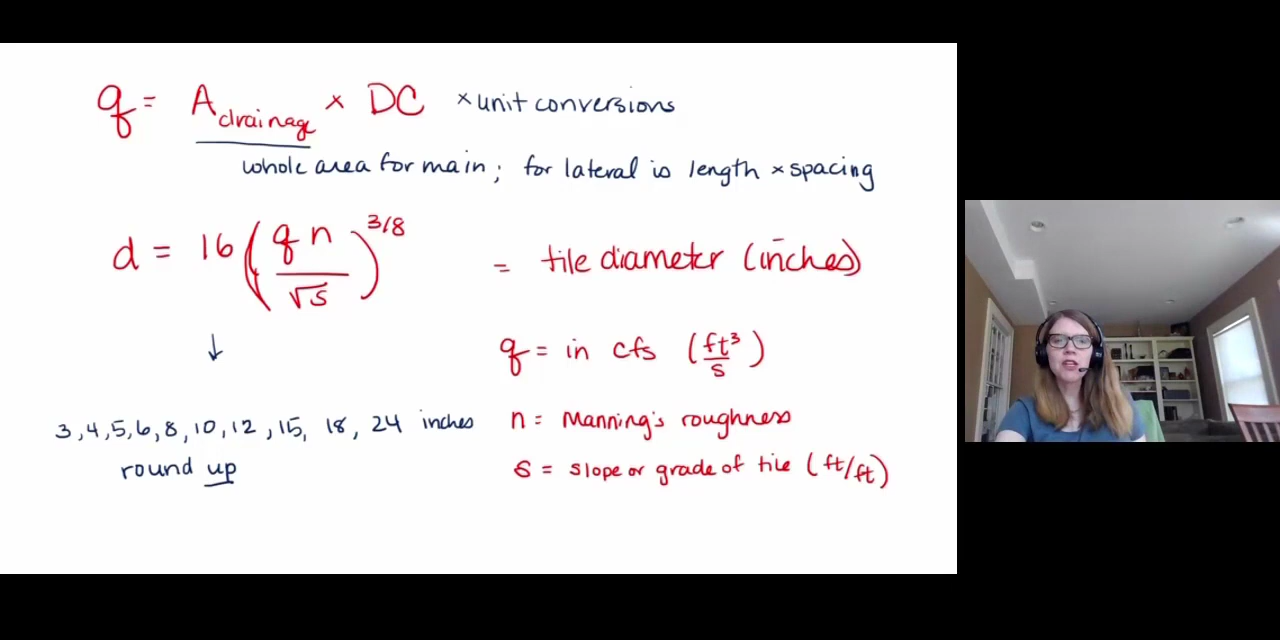 q = A drainage × DC × unit conversions
whole area for main; for lateral is length × spacing
d = 16 (q n / √s)^3/8 = tile diameter (inches)
↓
q = in cfs (ft³/s)
3, 4, 5, 6, 8, 10, 12, 15, 18, 24 inches
n = Manning's roughness
round up
s = slope or grade of tile (ft/ft)